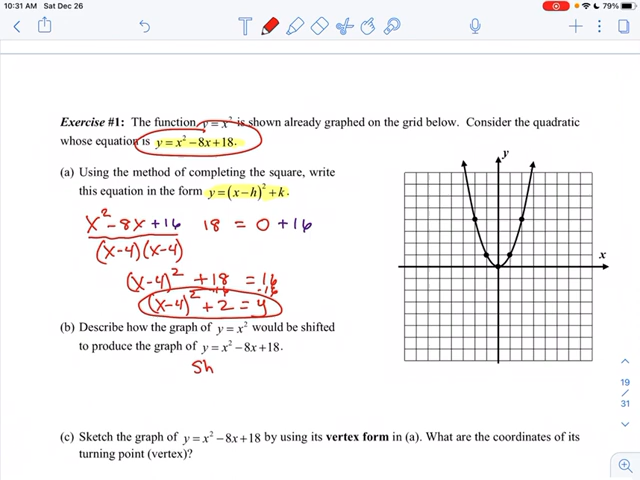 10:31 AM Sat Dec 26
79%
Exercise #1: The function y = x² is shown already graphed on the grid below. Consider the quadratic
whose equation is y = x² − 8x + 18.
(a) Using the method of completing the square, write
this equation in the form y = (x − h)² + k.
x² − 8x + 16 18 = 0 + 16
(x−4)(x−4)
(x−4)² + 18 = 16
−16 −16
(x−4)² + 2 = y
(b) Describe how the graph of y = x² would be shifted
to produce the graph of y = x² − 8x + 18.
Sh
y
x
(c) Sketch the graph of y = x² − 8x + 18 by using its vertex form in (a). What are the coordinates of its
turning point (vertex)?
19
/
31